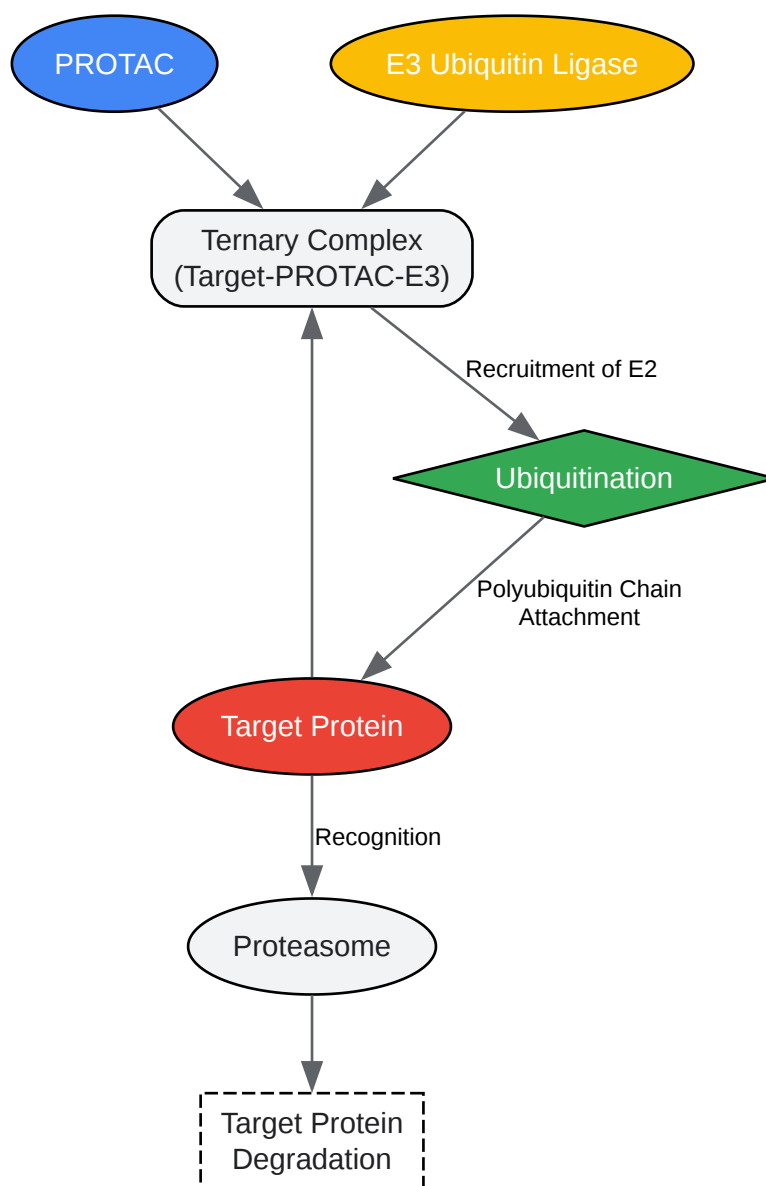 PROTAC
E3 Ubiquitin Ligase
Ternary Complex
(Target-PROTAC-E3)
Recruitment of E2
Ubiquitination
Polyubiquitin Chain
Attachment
Target Protein
Recognition
Proteasome
Target Protein
Degradation